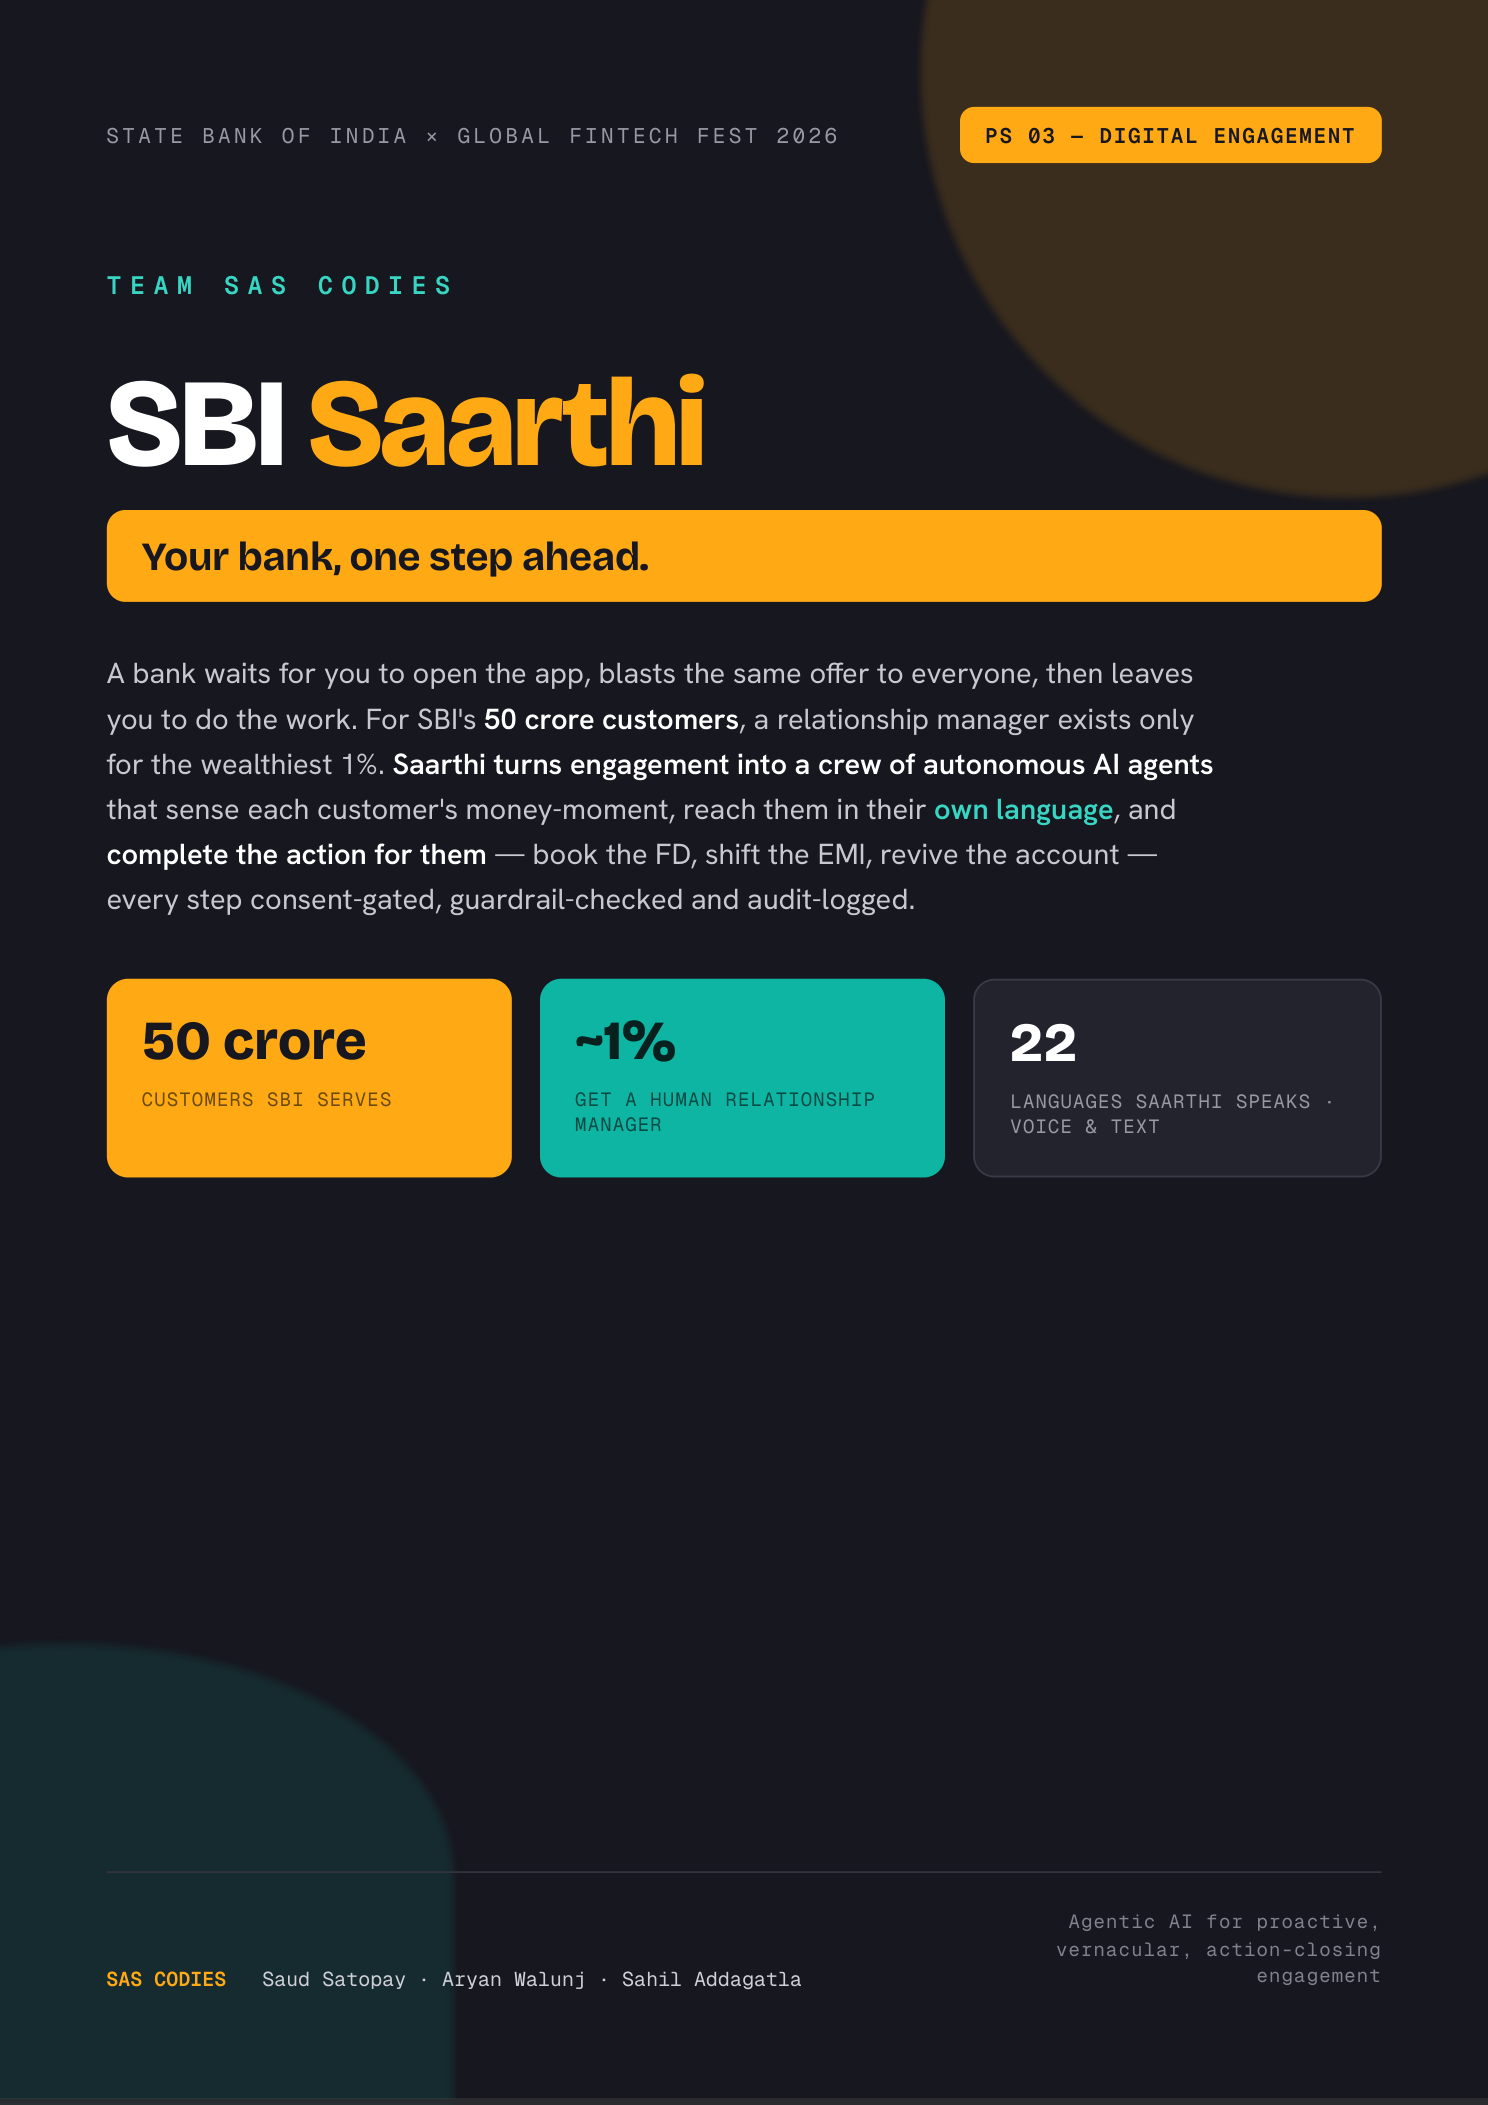 STATE BANK OF INDIA × GLOBAL FINTECH FEST 2026
PS 03 — DIGITAL ENGAGEMENT
TEAM SAS CODIES
SBI Saarthi
Your bank, one step ahead.
A bank waits for you to open the app, blasts the same offer to everyone, then leaves
you to do the work. For SBI's 50 crore customers, a relationship manager exists only
for the wealthiest 1%. Saarthi turns engagement into a crew of autonomous AI agents
that sense each customer's money-moment, reach them in their own language, and
complete the action for them — book the FD, shift the EMI, revive the account —
every step consent-gated, guardrail-checked and audit-logged.
50 crore
CUSTOMERS SBI SERVES
~1%
GET A HUMAN RELATIONSHIP
MANAGER
22
LANGUAGES SAARTHI SPEAKS ·
VOICE & TEXT
SAS CODIES Saud Satopay · Aryan Walunj · Sahil Addagatla
Agentic AI for proactive,
vernacular, action-closing
engagement